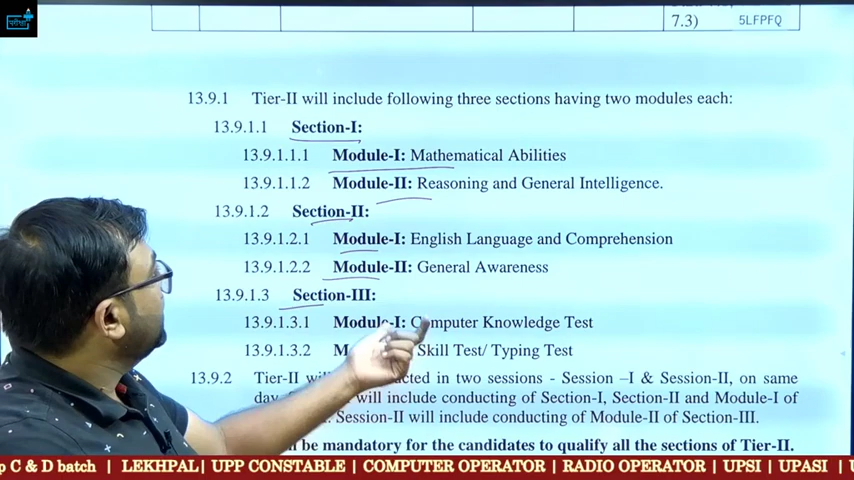 परीक्षा
7.3)
5LFPFQ
13.9.1 Tier-II will include following three sections having two modules each:
13.9.1.1 Section-I:
13.9.1.1.1 Module-I: Mathematical Abilities
13.9.1.1.2 Module-II: Reasoning and General Intelligence.
13.9.1.2 Section-II:
13.9.1.2.1 Module-I: English Language and Comprehension
13.9.1.2.2 Module-II: General Awareness
13.9.1.3 Section-III:
13.9.1.3.1 Module-I: Computer Knowledge Test
13.9.1.3.2 Skill Test/ Typing Test
13.9.2 Tier-II will in two sessions - Session –I & Session-II, on same
day. will include conducting of Section-I, Section-II and Module-I of
Session-II will include conducting of Module-II of Section-III.
be mandatory for the candidates to qualify all the sections of Tier-II.
C & D batch | LEKHPAL| UPP CONSTABLE | COMPUTER OPERATOR | RADIO OPERATOR | UPSI | UPASI |